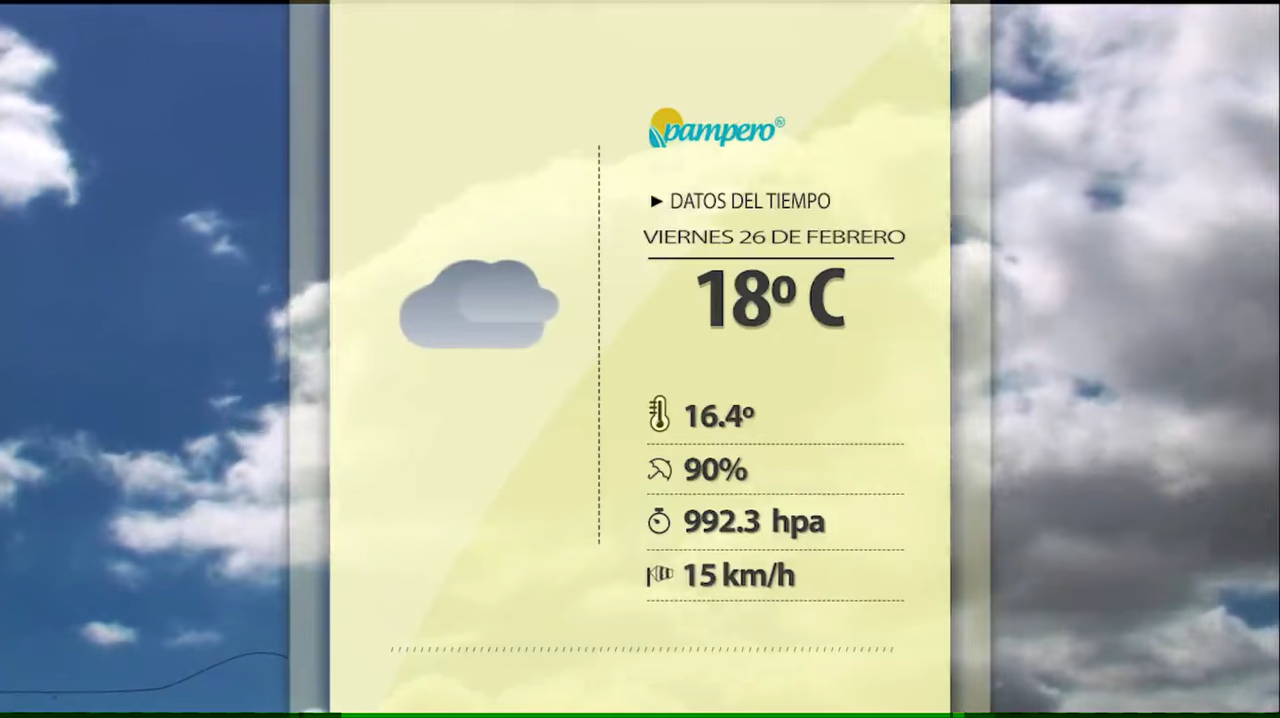 pampero®
► DATOS DEL TIEMPO
VIERNES 26 DE FEBRERO
18º C
16.4º
90%
992.3 hpa
15 km/h